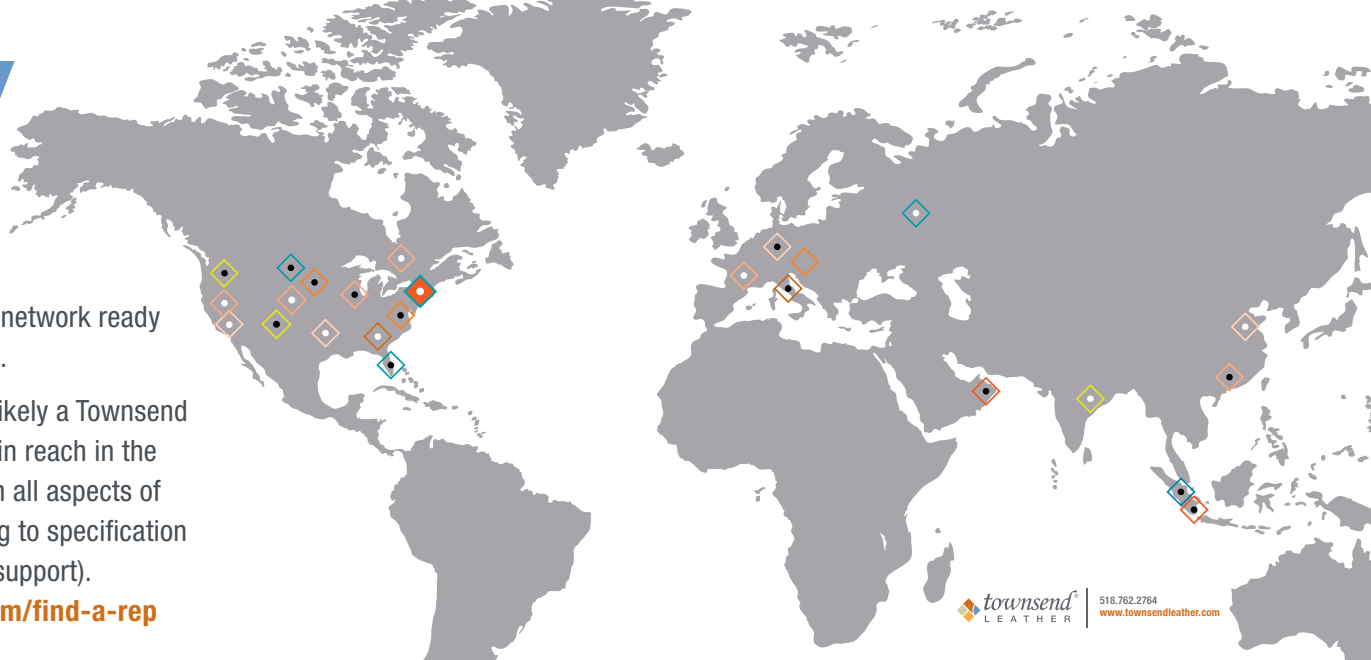 network ready
.
ikely a Townsend
in reach in the
all aspects of
g to specification
support).
m/find-a-rep
townsend®
LEATHER
518.762.2764
www.townsendleather.com